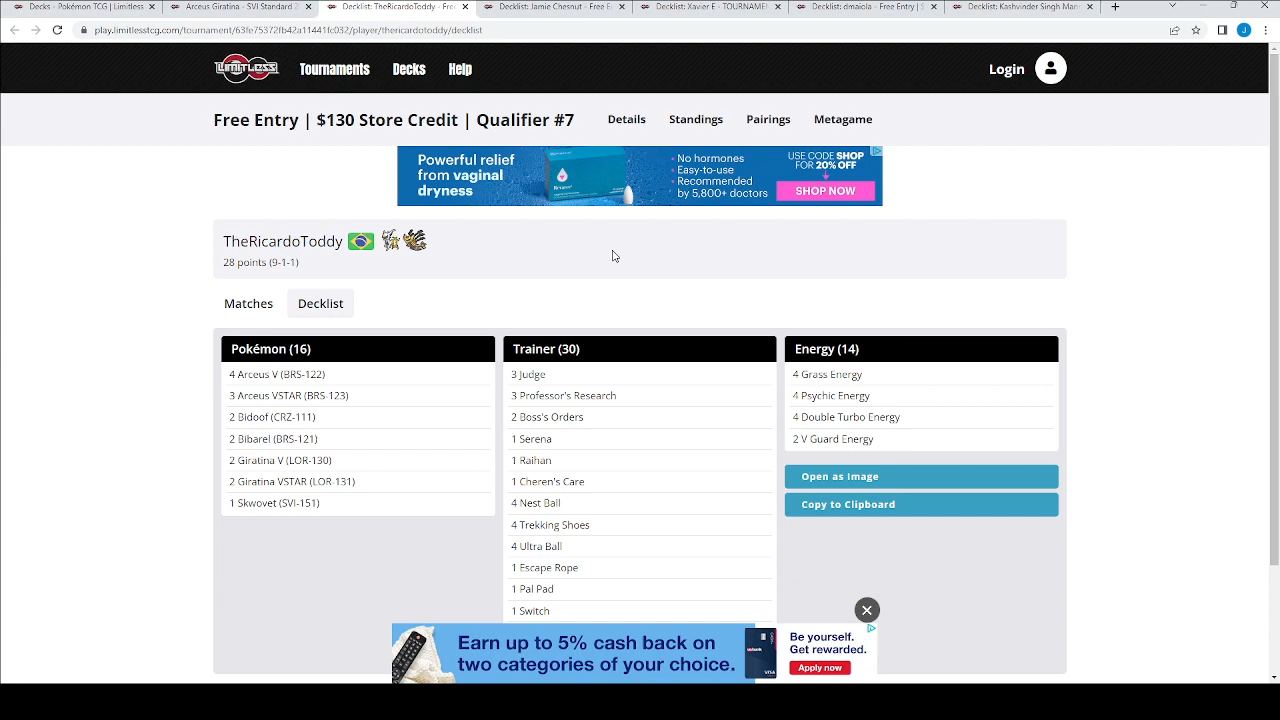 Decks - Pokémon TCG | Limitless
Arceus Giratina - SVI Standard 2
Decklist: TheRicardoToddy - Fre
Decklist: Jamie Chesnut - Free E
Decklist: Xavier E - TOURNAME
Decklist: dmaiola - Free Entry | $
Decklist: Kashvinder Singh Man
play.limitlesstcg.com/tournament/63fe75372fb42a11441fc032/player/thericardotoddy/decklist
J
LIMITLESS
Tournaments
Decks
Help
Login
Free Entry | $130 Store Credit | Qualifier #7
Details
Standings
Pairings
Metagame
Powerful relief
from vaginal
dryness
• No hormones
• Easy-to-use
• Recommended
by 5,800+ doctors
USE CODE SHOP
FOR 20% OFF
SHOP NOW
TheRicardoToddy
28 points (9-1-1)
Matches
Decklist
Pokémon (16)
4 Arceus V (BRS-122)
3 Arceus VSTAR (BRS-123)
2 Bidoof (CRZ-111)
2 Bibarel (BRS-121)
2 Giratina V (LOR-130)
2 Giratina VSTAR (LOR-131)
1 Skwovet (SVI-151)
Trainer (30)
3 Judge
3 Professor's Research
2 Boss's Orders
1 Serena
1 Raihan
1 Cheren's Care
4 Nest Ball
4 Trekking Shoes
4 Ultra Ball
1 Escape Rope
1 Pal Pad
1 Switch
Energy (14)
4 Grass Energy
4 Psychic Energy
4 Double Turbo Energy
2 V Guard Energy
Open as Image
Copy to Clipboard
Earn up to 5% cash back on
two categories of your choice.
usbank
VISA
Be yourself.
Get rewarded.
Apply now